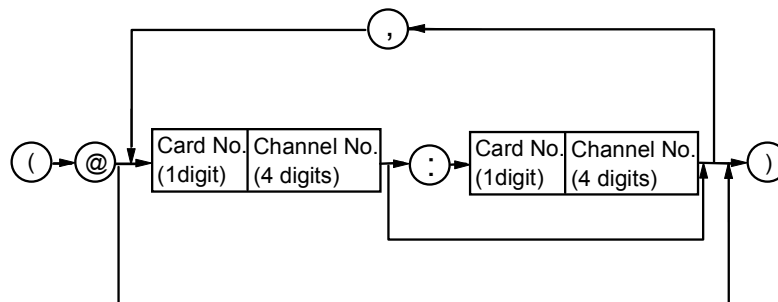 ,
( @ Card No. Channel No. : Card No. Channel No. )
(1digit) (4 digits) (1digit) (4 digits)